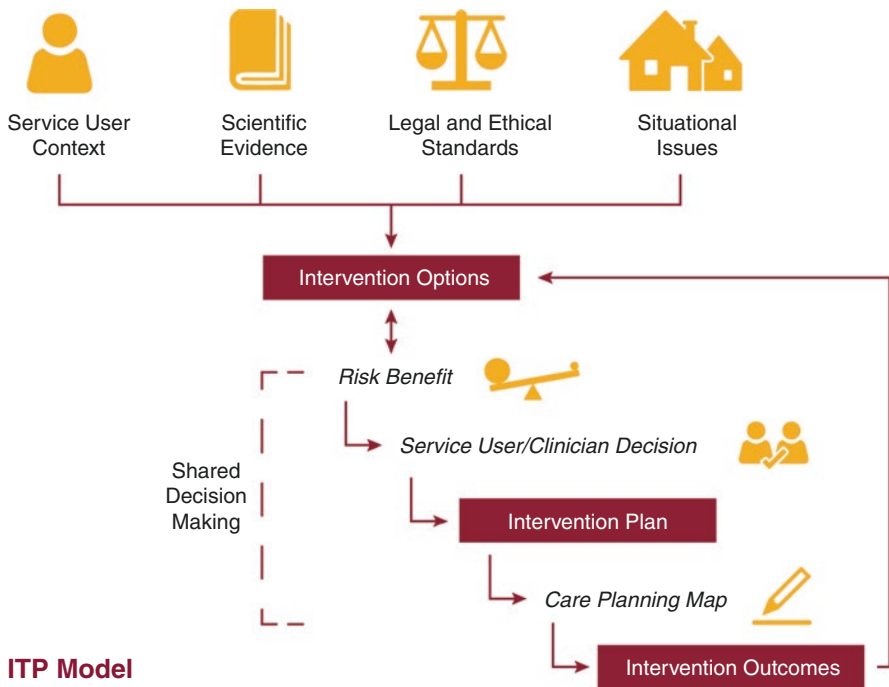 Service User
Context
Scientific
Evidence
Legal and Ethical
Standards
Situational
Issues
Intervention Options
Risk Benefit
Service User/Clinician Decision
Shared
Decision
Making
Intervention Plan
Care Planning Map
Intervention Outcomes
ITP Model